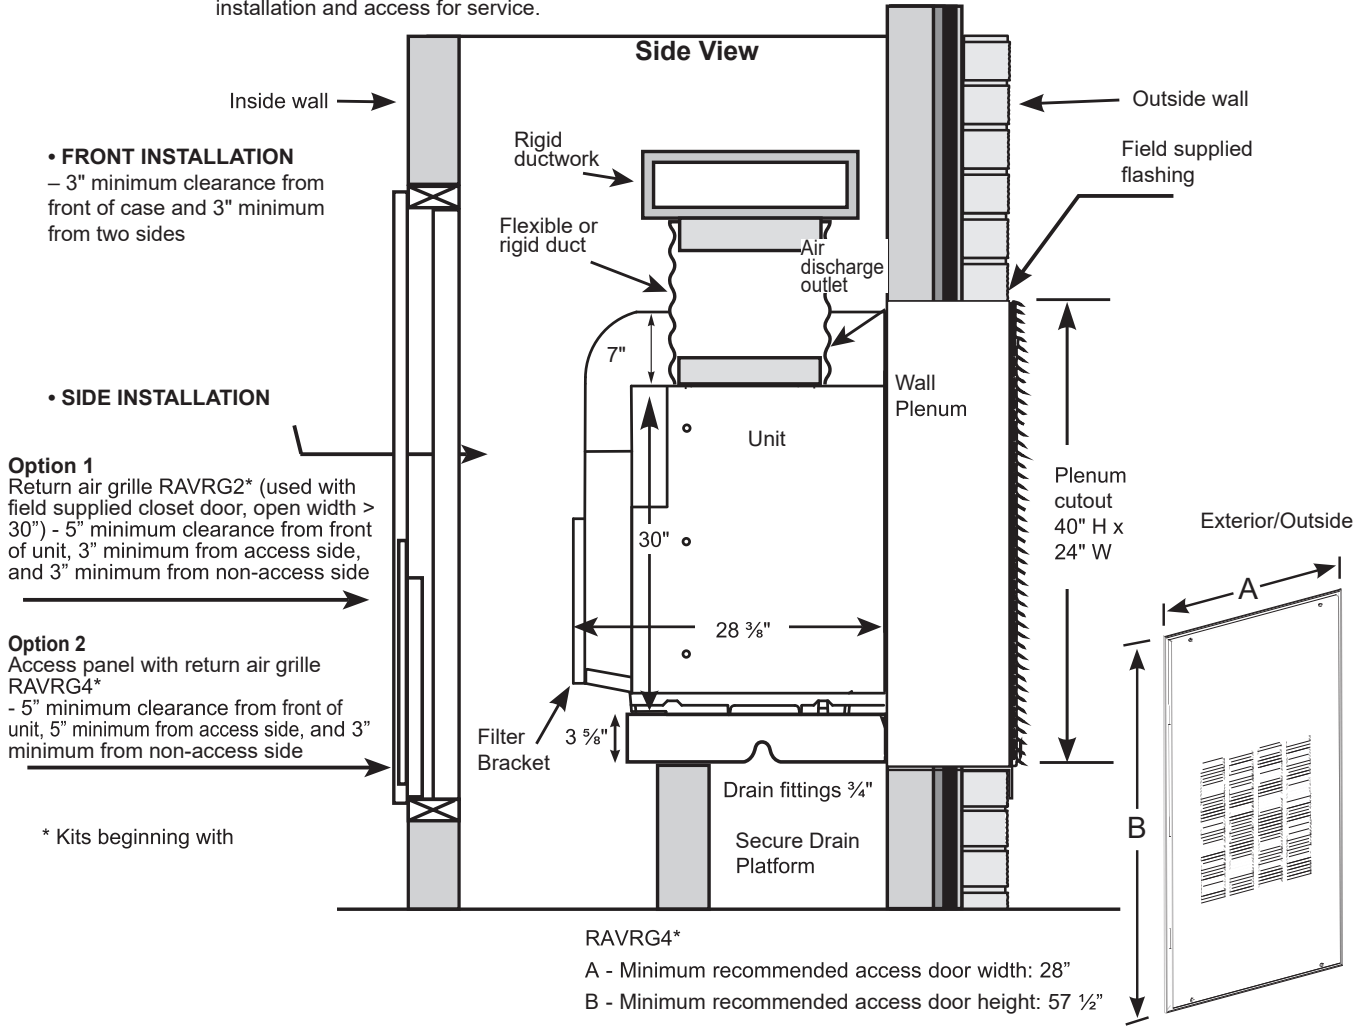 installation and access for service.
Side View
Inside wall
Outside wall
Rigid
ductwork
Field supplied
flashing
• FRONT INSTALLATION
– 3" minimum clearance from
front of case and 3" minimum
from two sides
Flexible or
rigid duct
Air
discharge
outlet
7"
Wall
Plenum
• SIDE INSTALLATION
Unit
Option 1
Return air grille RAVRG2* (used with
field supplied closet door, open width >
30”) - 5” minimum clearance from front
of unit, 3” minimum from access side,
and 3” minimum from non-access side
Plenum
cutout
40" H x
24" W
Exterior/Outside
30"
A
28 ⅜"
Option 2
Access panel with return air grille
RAVRG4*
- 5” minimum clearance from front of
unit, 5” minimum from access side, and 3”
minimum from non-access side
Filter
Bracket
3 ⅝"
Drain fittings ¾"
B
* Kits beginning with
Secure Drain
Platform
RAVRG4*
A - Minimum recommended access door width: 28”
B - Minimum recommended access door height: 57 ½”